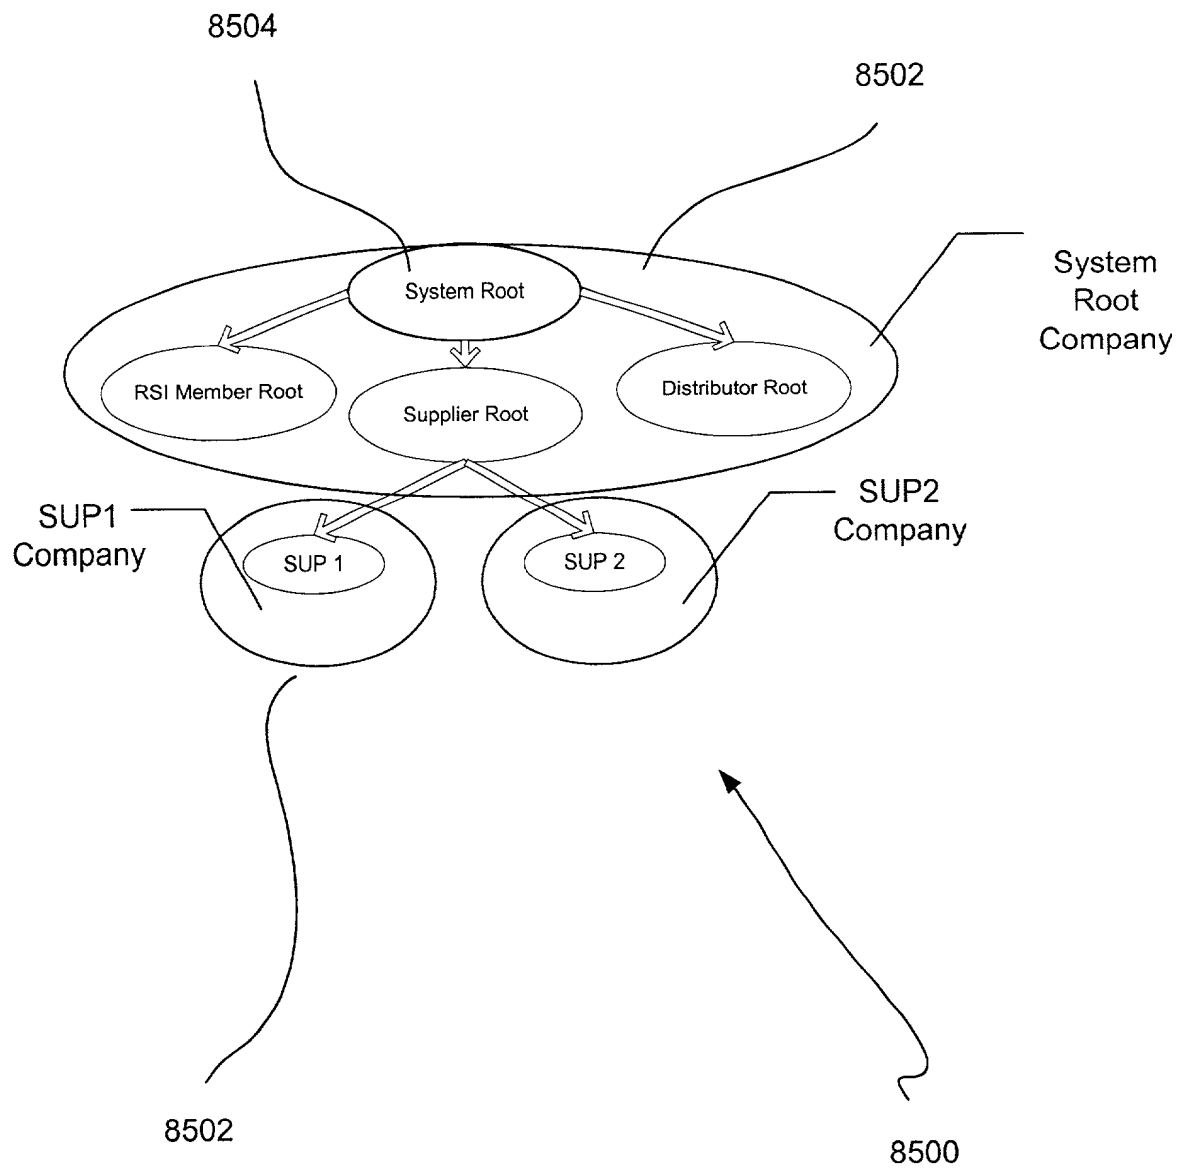 8504
8502
System Root
System
Root
Company
RSI Member Root
Supplier Root
Distributor Root
SUP1
Company
SUP 1
SUP 2
SUP2
Company
8502
8500